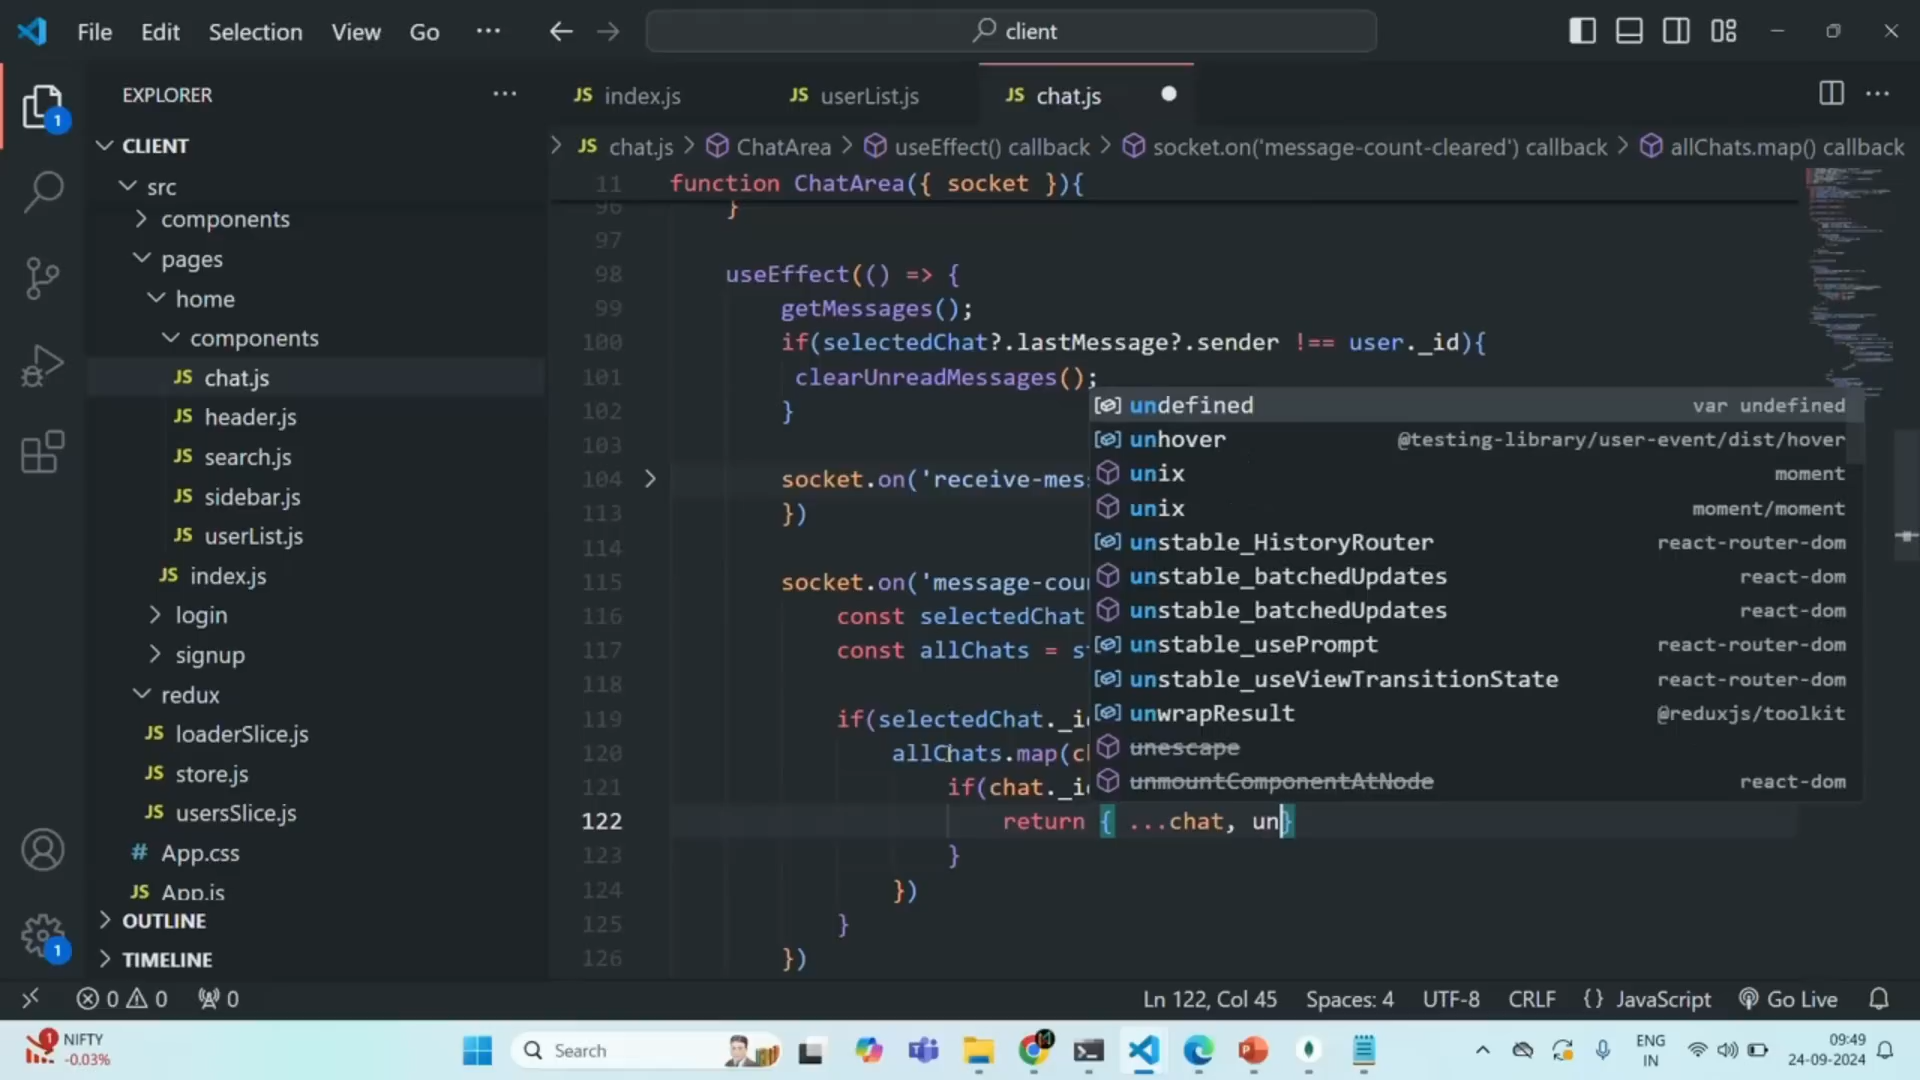 File Edit Selection View Go ··· client
EXPLORER ···
CLIENT
src
components
pages
home
components
JS chat.js
JS header.js
JS search.js
JS sidebar.js
JS userList.js
JS index.js
login
signup
redux
JS loaderSlice.js
JS store.js
JS usersSlice.js
# App.css
JS App.js
OUTLINE
TIMELINE
1
1
JS index.js JS userList.js JS chat.js
JS chat.js > ChatArea > useEffect() callback > socket.on('message-count-cleared') callback > allChats.map() callback
11 function ChatArea({ socket }){
96 }
97
98 useEffect(() => {
99 getMessages();
100 if(selectedChat?.lastMessage?.sender !== user._id){
101 clearUnreadMessages();
102 }
103
104 socket.on('receive-mess
113 })
114
115 socket.on('message-cou
116 const selectedChat
117 const allChats = s
118
119 if(selectedChat._i
120 allChats.map(c
121 if(chat._i
122 return { ...chat, un}
123 }
124 })
125 }
126 })
undefined var undefined
unhover @testing-library/user-event/dist/hover
unix moment
unix moment/moment
unstable_HistoryRouter react-router-dom
unstable_batchedUpdates react-dom
unstable_batchedUpdates react-dom
unstable_usePrompt react-router-dom
unstable_useViewTransitionState react-router-dom
unwrapResult @reduxjs/toolkit
unescape
unmountComponentAtNode react-dom
0 0 0 Ln 122, Col 45 Spaces: 4 UTF-8 CRLF {} JavaScript Go Live
1 NIFTY
-0.03%
Search
ENG
IN
09:49
24-09-2024